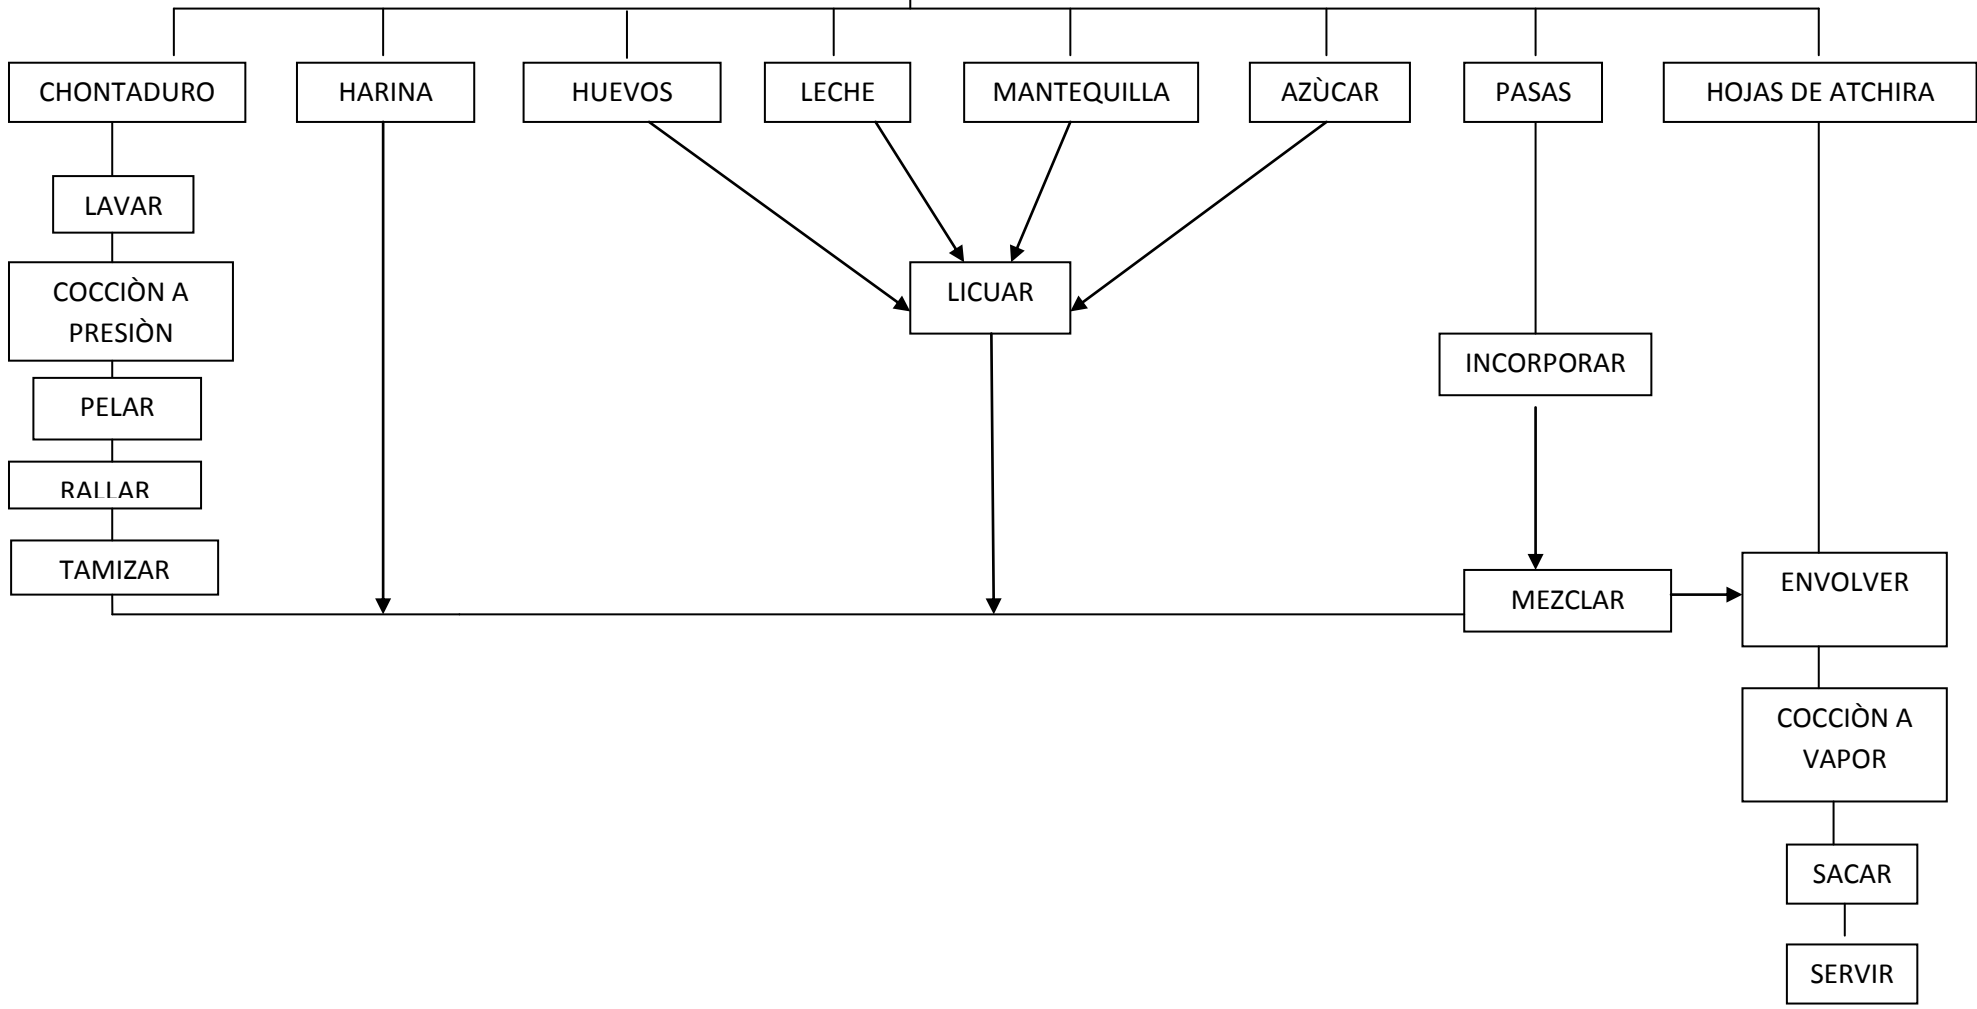 CHONTADURO
HARINA
HUEVOS
LECHE
MANTEQUILLA
AZÙCAR
PASAS
HOJAS DE ATCHIRA
LAVAR
COCCIÒN A
PRESIÒN
LICUAR
INCORPORAR
PELAR
RALLAR
TAMIZAR
MEZCLAR
ENVOLVER
COCCIÒN A
VAPOR
SACAR
SERVIR